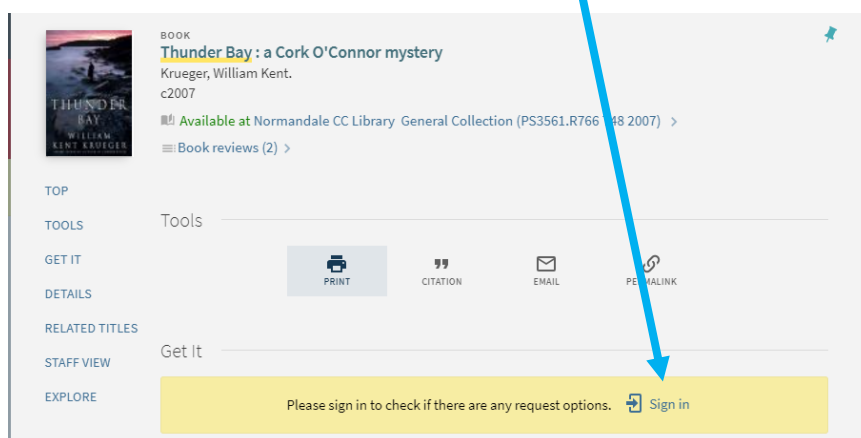 BOOK
Thunder Bay : a Cork O'Connor mystery
Krueger, William Kent.
c2007
Available at Normandale CC Library General Collection (PS3561.R766 48 2007) >
Book reviews (2) >
THUNDER
BAY
WILLIAM
KENT KRUEGER
TOP
TOOLS
GET IT
DETAILS
RELATED TITLES
STAFF VIEW
EXPLORE
Tools
PRINT
CITATION
EMAIL
PERMALINK
Get It
Please sign in to check if there are any request options. Sign in